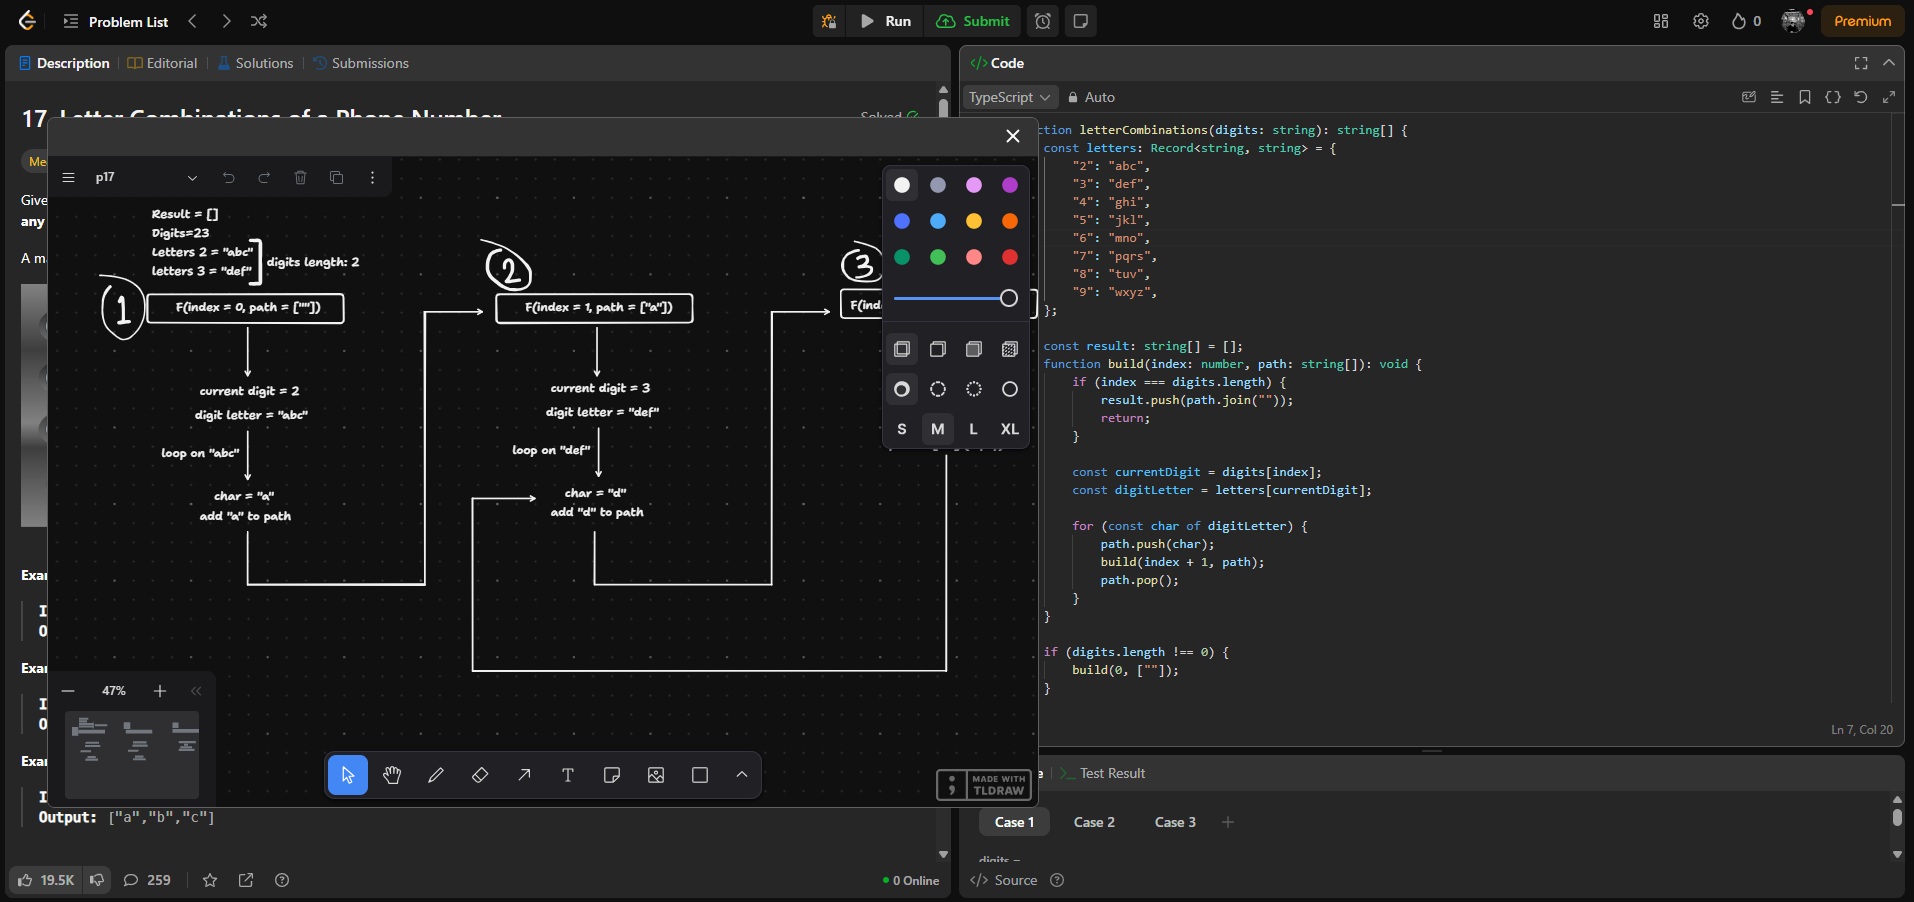 Problem List
Run
Submit
0
Premium
Description
Editorial
Solutions
Submissions
17. Letter Combinations of a Phone Number
Solved
Me
Give
any
A ma
p17
Result = []
Digits=23
Letters 2 = "abc"
letters 3 = "def"
digits length: 2
1
F(index = 0, path = [""])
current digit = 2
digit letter = "abc"
loop on "abc"
char = "a"
add "a" to path
2
F(index = 1, path = ["a"])
current digit = 3
digit letter = "def"
loop on "def"
char = "d"
add "d" to path
3
F(ind
S M L XL
47%
MADE WITH
TLDRAW
Exar
I
O
Exar
I
O
Exar
I
Output: ["a","b","c"]
19.5K
259
0 Online
Code
TypeScript
Auto
ction letterCombinations(digits: string): string[] {
const letters: Record<string, string> = {
"2": "abc",
"3": "def",
"4": "ghi",
"5": "jkl",
"6": "mno",
"7": "pqrs",
"8": "tuv",
"9": "wxyz",
};
const result: string[] = [];
function build(index: number, path: string[]): void {
if (index === digits.length) {
result.push(path.join(""));
return;
}
const currentDigit = digits[index];
const digitLetter = letters[currentDigit];
for (const char of digitLetter) {
path.push(char);
build(index + 1, path);
path.pop();
}
}
if (digits.length !== 0) {
build(0, [""]);
}
Ln 7, Col 20
e
Test Result
Case 1
Case 2
Case 3
digits =
Source